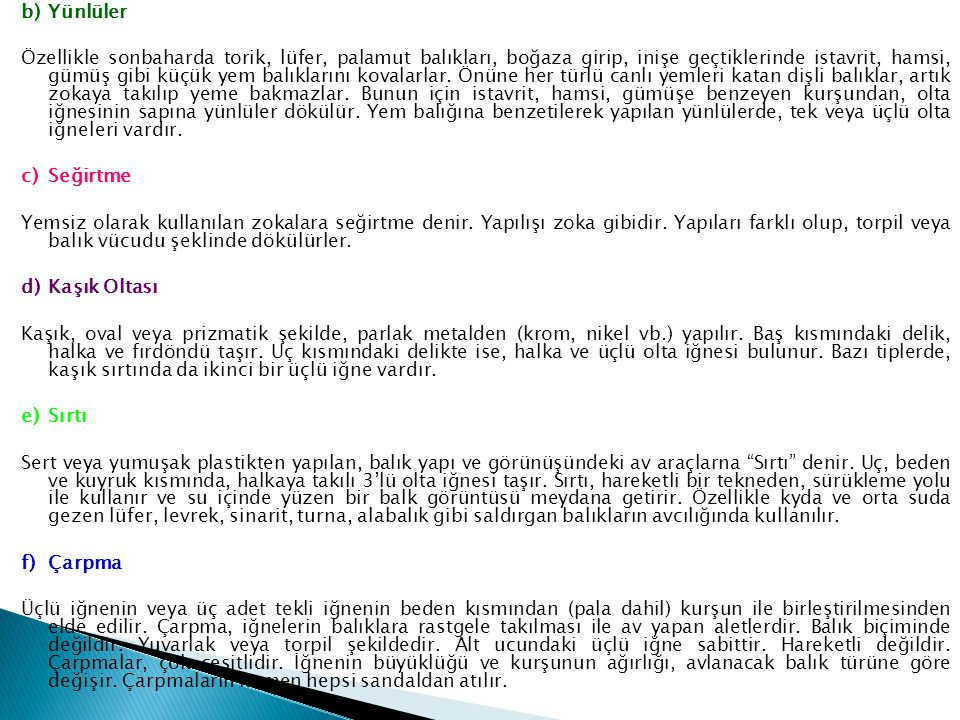 b) Yünlüler
Özellikle sonbaharda torik, lüfer, palamut balıkları, boğaza girip, inişe geçtiklerinde istavrit, hamsi,
gümüş gibi küçük yem balıklarını kovalarlar. Önüne her türlü canlı yemleri katan dişli balıklar, artık
zokaya takılıp yeme bakmazlar. Bunun için istavrit, hamsi, gümüşe benzeyen kurşundan, olta
iğnesinin sapına yünlüler dökülür. Yem balığına benzetilerek yapılan yünlülerde, tek veya üçlü olta
iğneleri vardır.
c) Seğirtme
Yemsiz olarak kullanılan zokalara seğirtme denir. Yapılışı zoka gibidir. Yapıları farklı olup, torpil veya
balık vücudu şeklinde dökülürler.
d) Kaşık Oltası
Kaşık, oval veya prizmatik şekilde, parlak metalden (krom, nikel vb.) yapılır. Baş kısmındaki delik,
halka ve fırdöndü taşır. Uç kısmındaki delikte ise, halka ve üçlü olta iğnesi bulunur. Bazı tiplerde,
kaşık sırtında da ikinci bir üçlü iğne vardır.
e) Sırtı
Sert veya yumuşak plastikten yapılan, balık yapı ve görünüşündeki av araçlarna “Sırtı” denir. Uç, beden
ve kuyruk kısmında, halkaya takılı 3’lü olta iğnesi taşır. Sırtı, hareketli bir tekneden, sürükleme yolu
ile kullanır ve su içinde yüzen bir balk görüntüsü meydana getirir. Özellikle kyda ve orta suda
gezen lüfer, levrek, sinarit, turna, alabalık gibi saldırgan balıkların avcılığında kullanılır.
f) Çarpma
Üçlü iğnenin veya üç adet tekli iğnenin beden kısmından (pala dahil) kurşun ile birleştirilmesinden
elde edilir. Çarpma, iğnelerin balıklara rastgele takılması ile av yapan aletlerdir. Balık biçiminde
değildir. Yuvarlak veya torpil şekildedir. Alt ucundaki üçlü iğne sabittir. Hareketli değildir.
Çarpmalar, çok çeşitlidir. İğnenin büyüklüğü ve kurşunun ağırlığı, avlanacak balık türüne göre
değişir. Çarpmaların hemen hepsi sandaldan atılır.